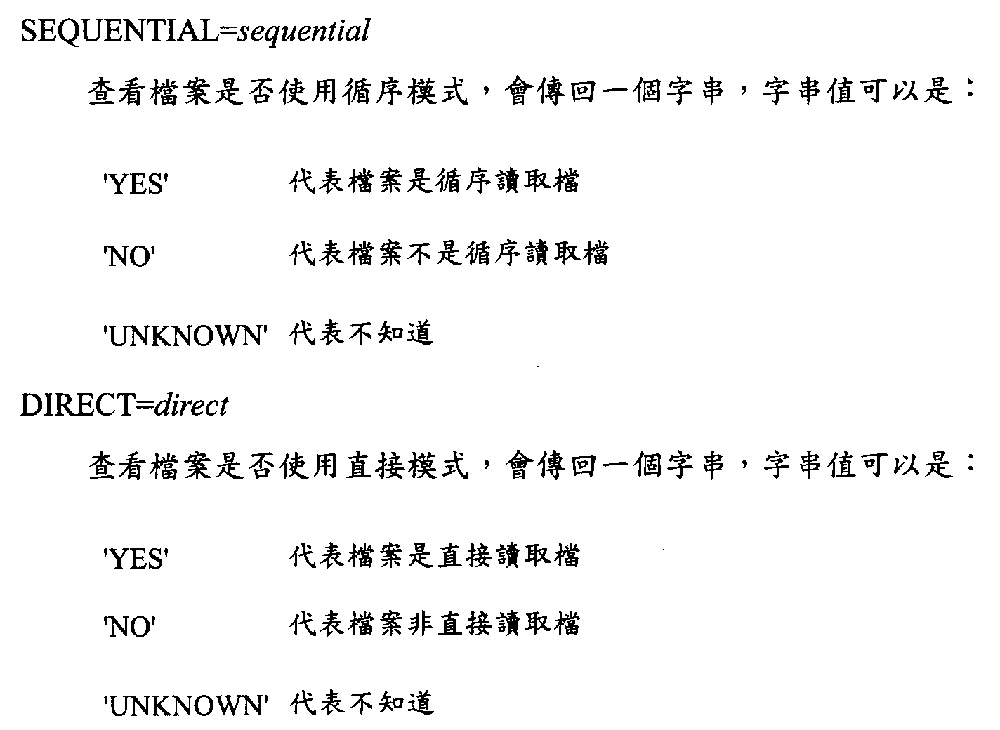 SEQUENTIAL=sequential
查看檔案是否使用循序模式，會傳回一個字串，字串值可以是：
'YES' 代表檔案是循序讀取檔
'NO' 代表檔案不是循序讀取檔
'UNKNOWN' 代表不知道
DIRECT=direct
查看檔案是否使用直接模式，會傳回一個字串，字串值可以是：
'YES' 代表檔案是直接讀取檔
'NO' 代表檔案非直接讀取檔
'UNKNOWN' 代表不知道